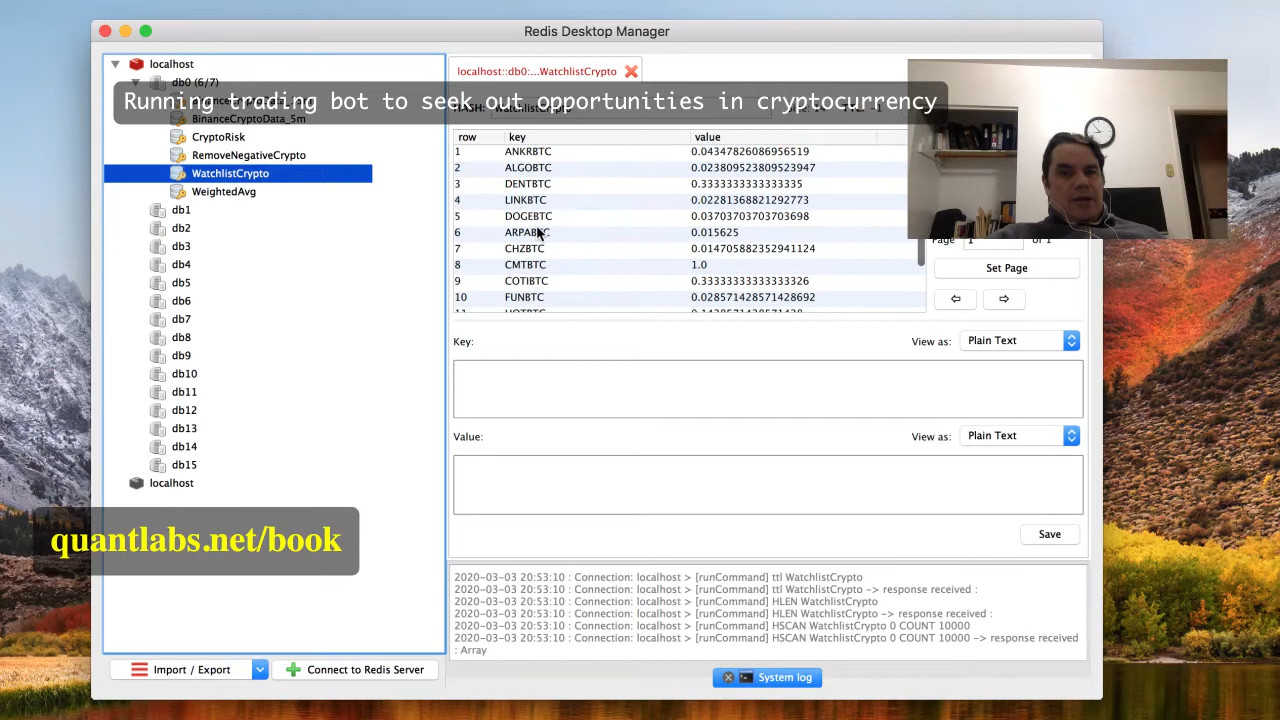 Redis Desktop Manager
localhost
db0 (6/7)
BinanceCryptoData_5m
CryptoRisk
RemoveNegativeCrypto
WatchlistCrypto
WeightedAvg
db1
db2
db3
db4
db5
db6
db7
db8
db9
db10
db11
db12
db13
db14
db15
localhost
Import / Export
Connect to Redis Server
localhost::db0:...WatchlistCrypto
Running trading bot to seek out opportunities in cryptocurrency
row key value
1 ANKRBTC 0.04347826086956519
2 ALGOBTC 0.023809523809523947
3 DENTBTC 0.3333333333333335
4 LINKBTC 0.02281368821292773
5 DOGEBTC 0.03703703703703698
6 ARPABTC 0.015625
7 CHZBTC 0.014705882352941124
8 CMTBTC 1.0
9 COTIBTC 0.33333333333333326
10 FUNBTC 0.028571428571428692
Page 1 of 1
Set Page
Key:
View as: Plain Text
Value:
View as: Plain Text
Save
quantlabs.net/book
2020-03-03 20:53:10 : Connection: localhost > [runCommand] ttl WatchlistCrypto
2020-03-03 20:53:10 : Connection: localhost > [runCommand] ttl WatchlistCrypto -> response received :
2020-03-03 20:53:10 : Connection: localhost > [runCommand] HLEN WatchlistCrypto
2020-03-03 20:53:10 : Connection: localhost > [runCommand] HLEN WatchlistCrypto -> response received :
2020-03-03 20:53:10 : Connection: localhost > [runCommand] HSCAN WatchlistCrypto 0 COUNT 10000
2020-03-03 20:53:10 : Connection: localhost > [runCommand] HSCAN WatchlistCrypto 0 COUNT 10000 -> response received
: Array
System log